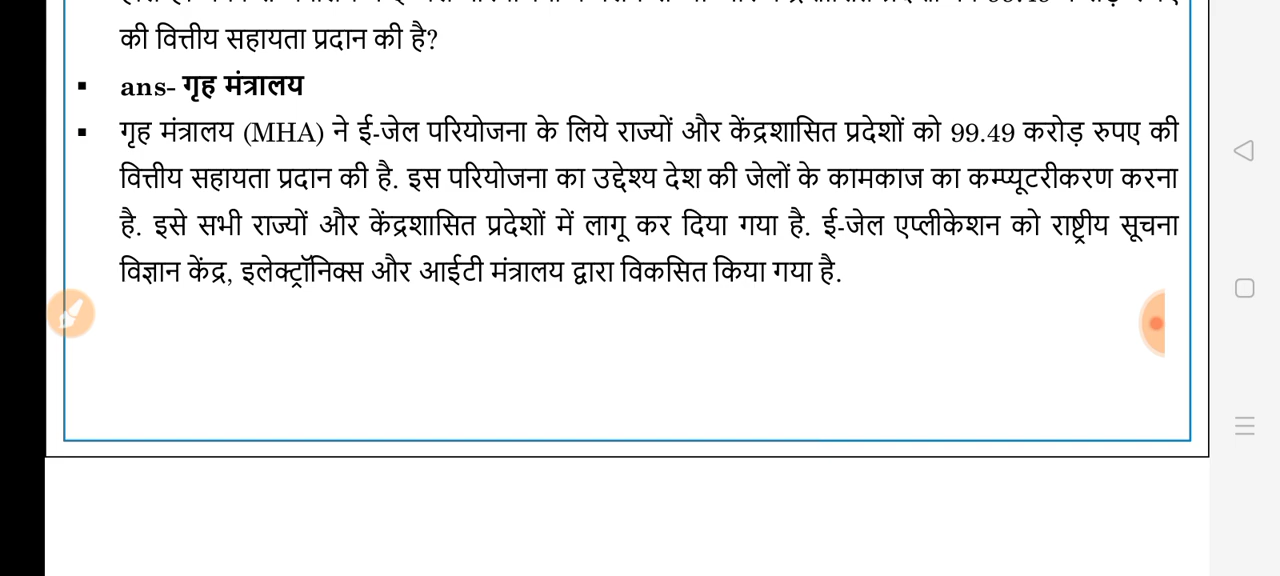 की वित्तीय सहायता प्रदान की है?
▪ ans- गृह मंत्रालय
▪ गृह मंत्रालय (MHA) ने ई-जेल परियोजना के लिये राज्यों और केंद्रशासित प्रदेशों को 99.49 करोड़ रुपए की
वित्तीय सहायता प्रदान की है. इस परियोजना का उद्देश्य देश की जेलों के कामकाज का कम्प्यूटरीकरण करना
है. इसे सभी राज्यों और केंद्रशासित प्रदेशों में लागू कर दिया गया है. ई-जेल एप्लीकेशन को राष्ट्रीय सूचना
विज्ञान केंद्र, इलेक्ट्रॉनिक्स और आईटी मंत्रालय द्वारा विकसित किया गया है.